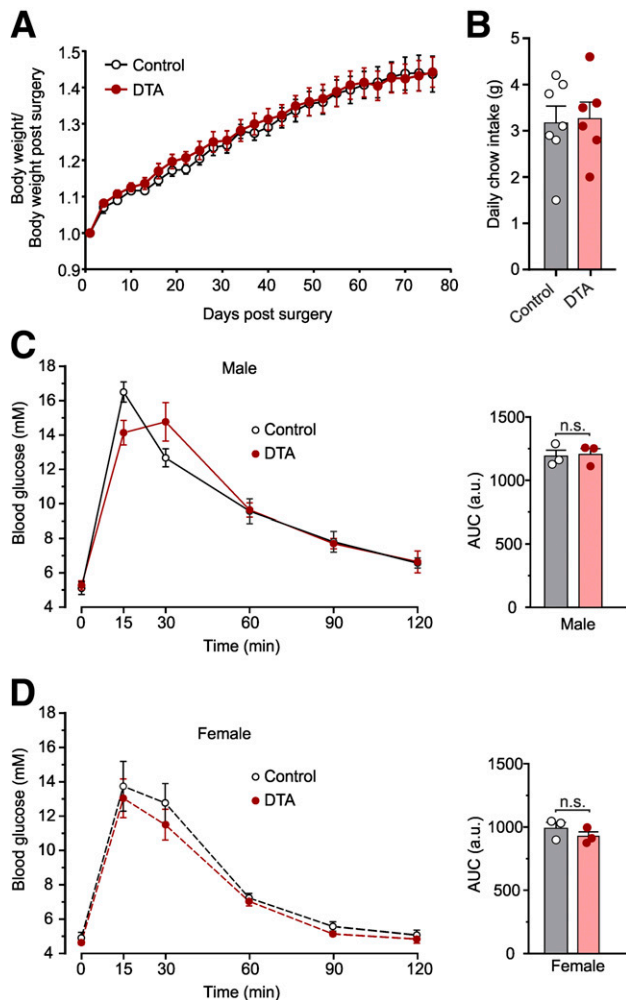 A
Body weight/
Body weight post surgery
1.5
1.4
1.3
1.2
1.1
1.0
0.9
Control
DTA
0 10 20 30 40 50 60 70 80
Days post surgery
B
Daily chow intake (g)
5
4
3
2
1
0
Control
DTA
C
Male
Blood glucose (mM)
18
16
14
12
10
8
6
4
Control
DTA
0 15 30 60 90 120
Time (min)
AUC (a.u.)
1500
1250
500
0
n.s.
Male
D
Female
Blood glucose (mM)
18
16
14
12
10
8
6
4
Control
DTA
0 15 30 60 90 120
Time (min)
AUC (a.u.)
1500
1000
500
0
n.s.
Female